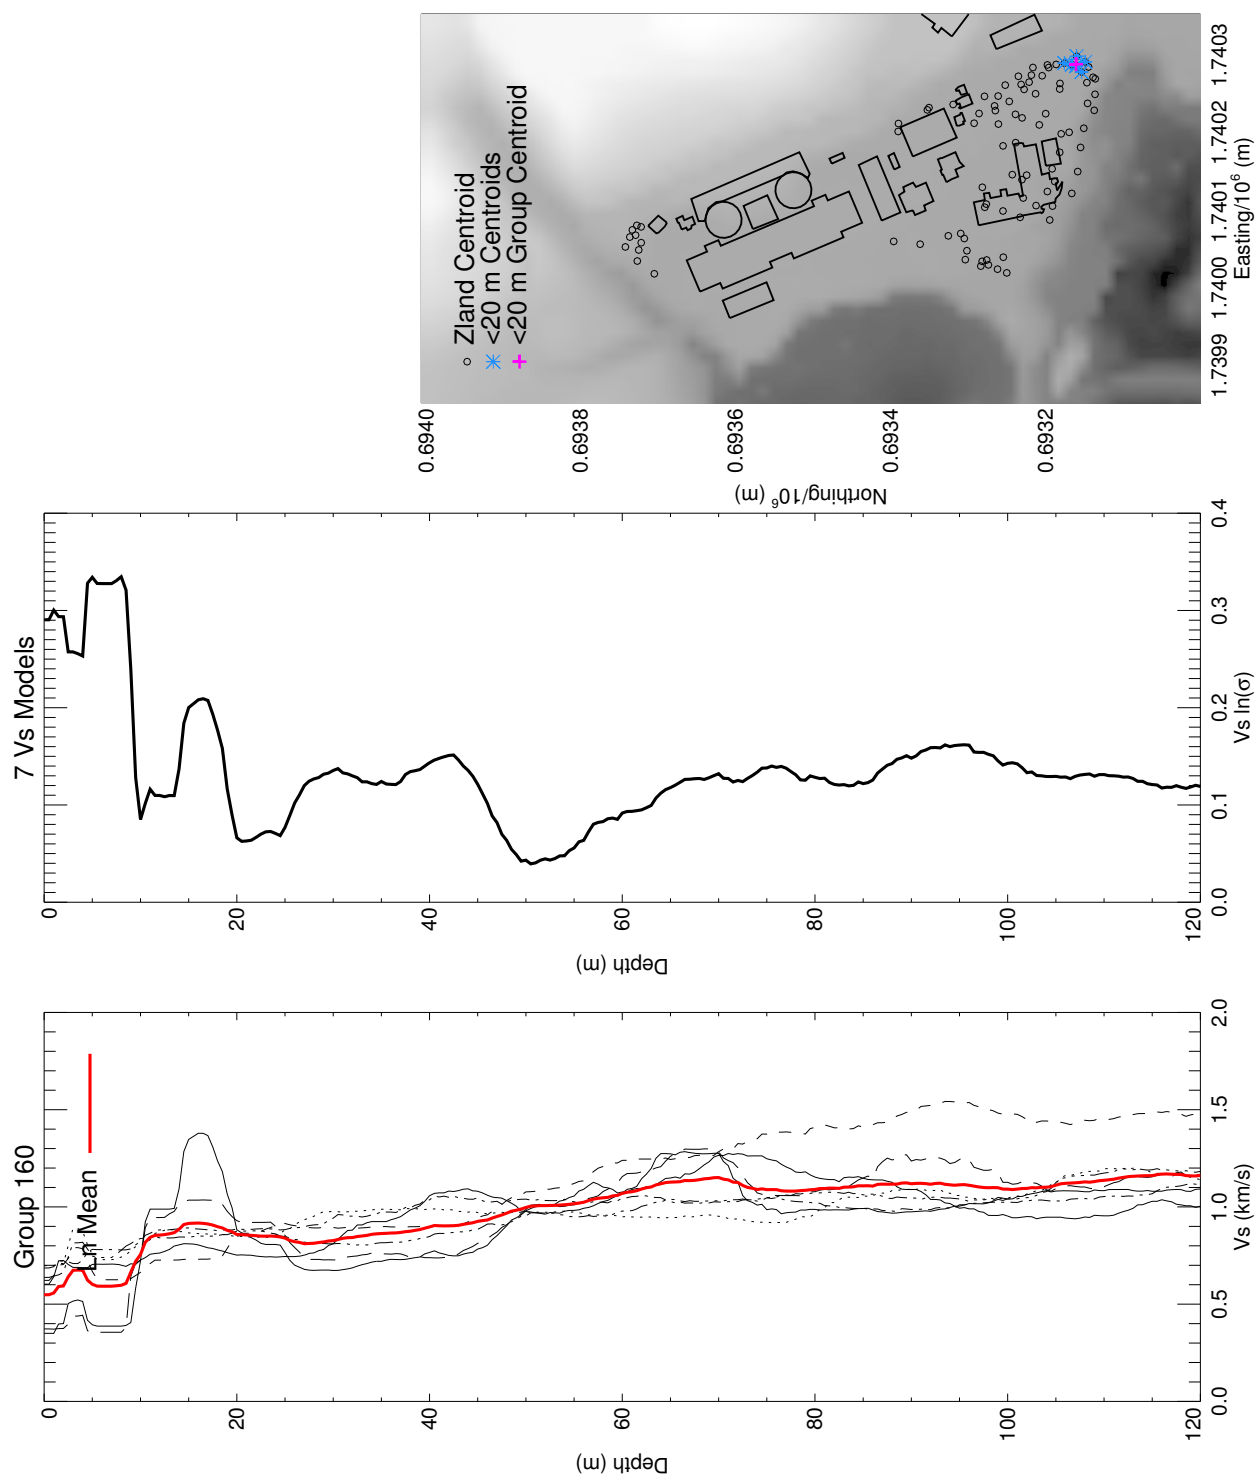 Group 160
Ln Mean
Depth (m)
0
20
40
60
80
100
120
0.0
0.5
1.0
1.5
2.0
Vs (km/s)
7 Vs Models
Depth (m)
0
20
40
60
80
100
120
0.0
0.1
0.2
0.3
0.4
Vs ln(σ)
Zland Centroid
<20 m Centroids
<20 m Group Centroid
Northing/10⁶ (m)
0.6940
0.6938
0.6936
0.6934
0.6932
1.7399
1.7400
1.7401
1.7402
1.7403
Easting/10⁶ (m)